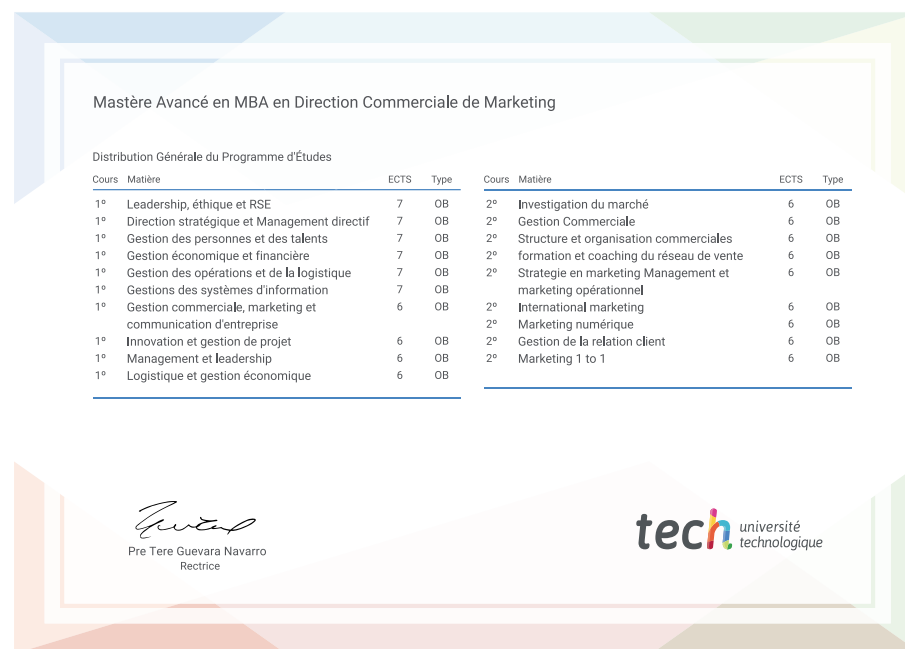 Mastère Avancé en MBA en Direction Commerciale de Marketing
Distribution Générale du Programme d'Études
Cours Matière ECTS Type
1º Leadership, éthique et RSE 7 OB
1º Direction stratégique et Management directif 7 OB
1º Gestion des personnes et des talents 7 OB
1º Gestion économique et financière 7 OB
1º Gestion des opérations et de la logistique 7 OB
1º Gestions des systèmes d'information 7 OB
1º Gestion commerciale, marketing et 6 OB
communication d'entreprise
1º Innovation et gestion de projet 6 OB
1º Management et leadership 6 OB
1º Logistique et gestion économique 6 OB
Cours Matière ECTS Type
2º Investigation du marché 6 OB
2º Gestion Commerciale 6 OB
2º Structure et organisation commerciales 6 OB
2º formation et coaching du réseau de vente 6 OB
2º Strategie en marketing Management et 6 OB
marketing opérationnel
2º International marketing 6 OB
2º Marketing numérique 6 OB
2º Gestion de la relation client 6 OB
2º Marketing 1 to 1 6 OB
Pre Tere Guevara Navarro
Rectrice
tech université
technologique